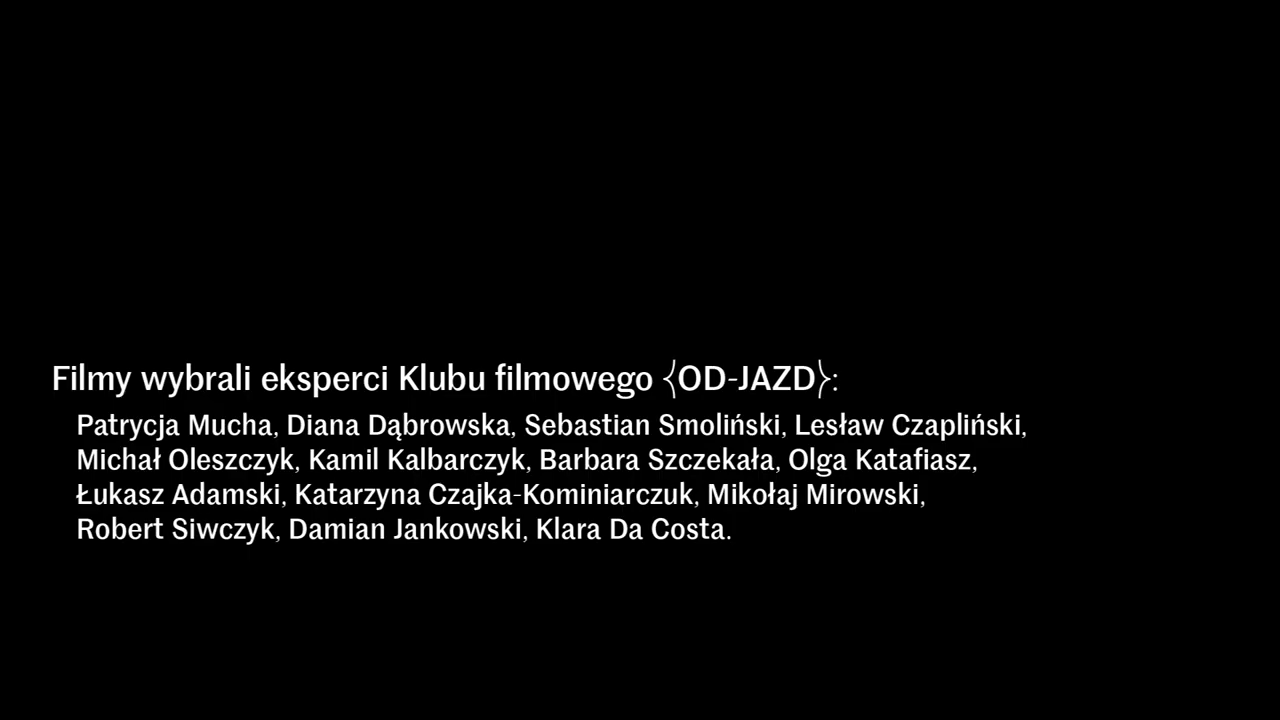 Filmy wybrali eksperci Klubu filmowego ⧼OD-JAZD⧽:
Patrycja Mucha, Diana Dąbrowska, Sebastian Smoliński, Lesław Czapliński,
Michał Oleszczyk, Kamil Kalbarczyk, Barbara Szczekała, Olga Katafiasz,
Łukasz Adamski, Katarzyna Czajka-Kominiarczuk, Mikołaj Mirowski,
Robert Siwczyk, Damian Jankowski, Klara Da Costa.